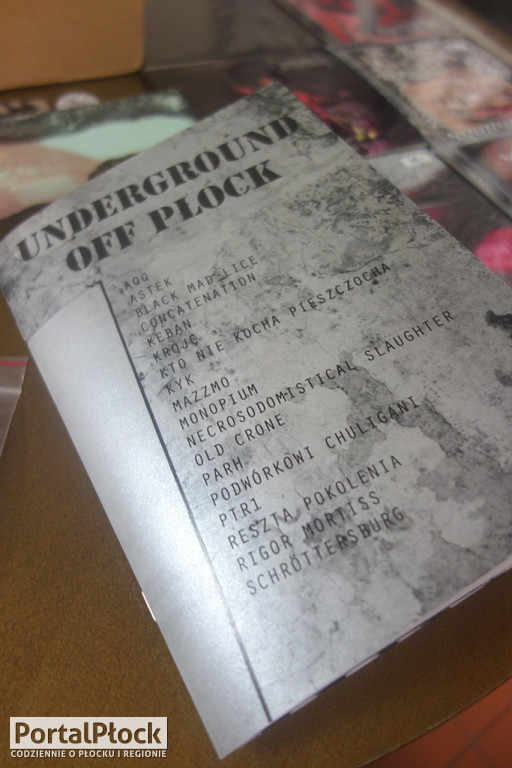 UNDERGROUND
OFF PŁOCK
AQQ
ASTEK
BLACK MAD LICE
CONCATENATION
KEBAN
KROJC
KTO NIE KOCHA PIESZCZOCHA
KYK
MAZZMO
MONOPIUM
NECROSODOMISTICAL SLAUGHTER
OLD CRONE
PARH
PODWÓRKOWI CHULIGANI
PTR1
RESZTA POKOLENIA
RIGOR MORTISS
SCHRÖTTERSBURG
PortalPłock
CODZIENNIE O PŁOCKU I REGIONIE